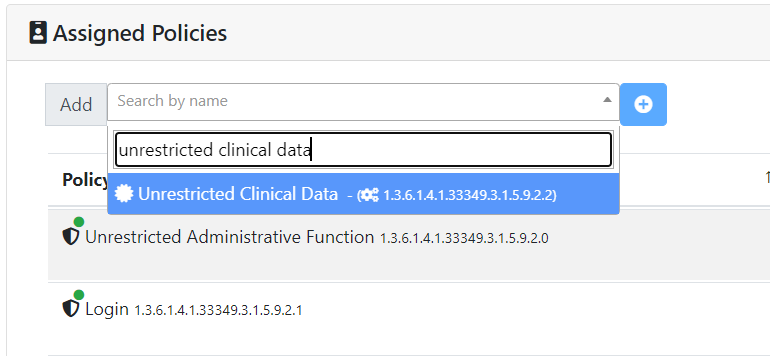 Assigned Policies
Add Search by name
unrestricted clinical data
Unrestricted Clinical Data - ( 1.3.6.1.4.1.33349.3.1.5.9.2.2)
Policy
Unrestricted Administrative Function 1.3.6.1.4.1.33349.3.1.5.9.2.0
Login 1.3.6.1.4.1.33349.3.1.5.9.2.1